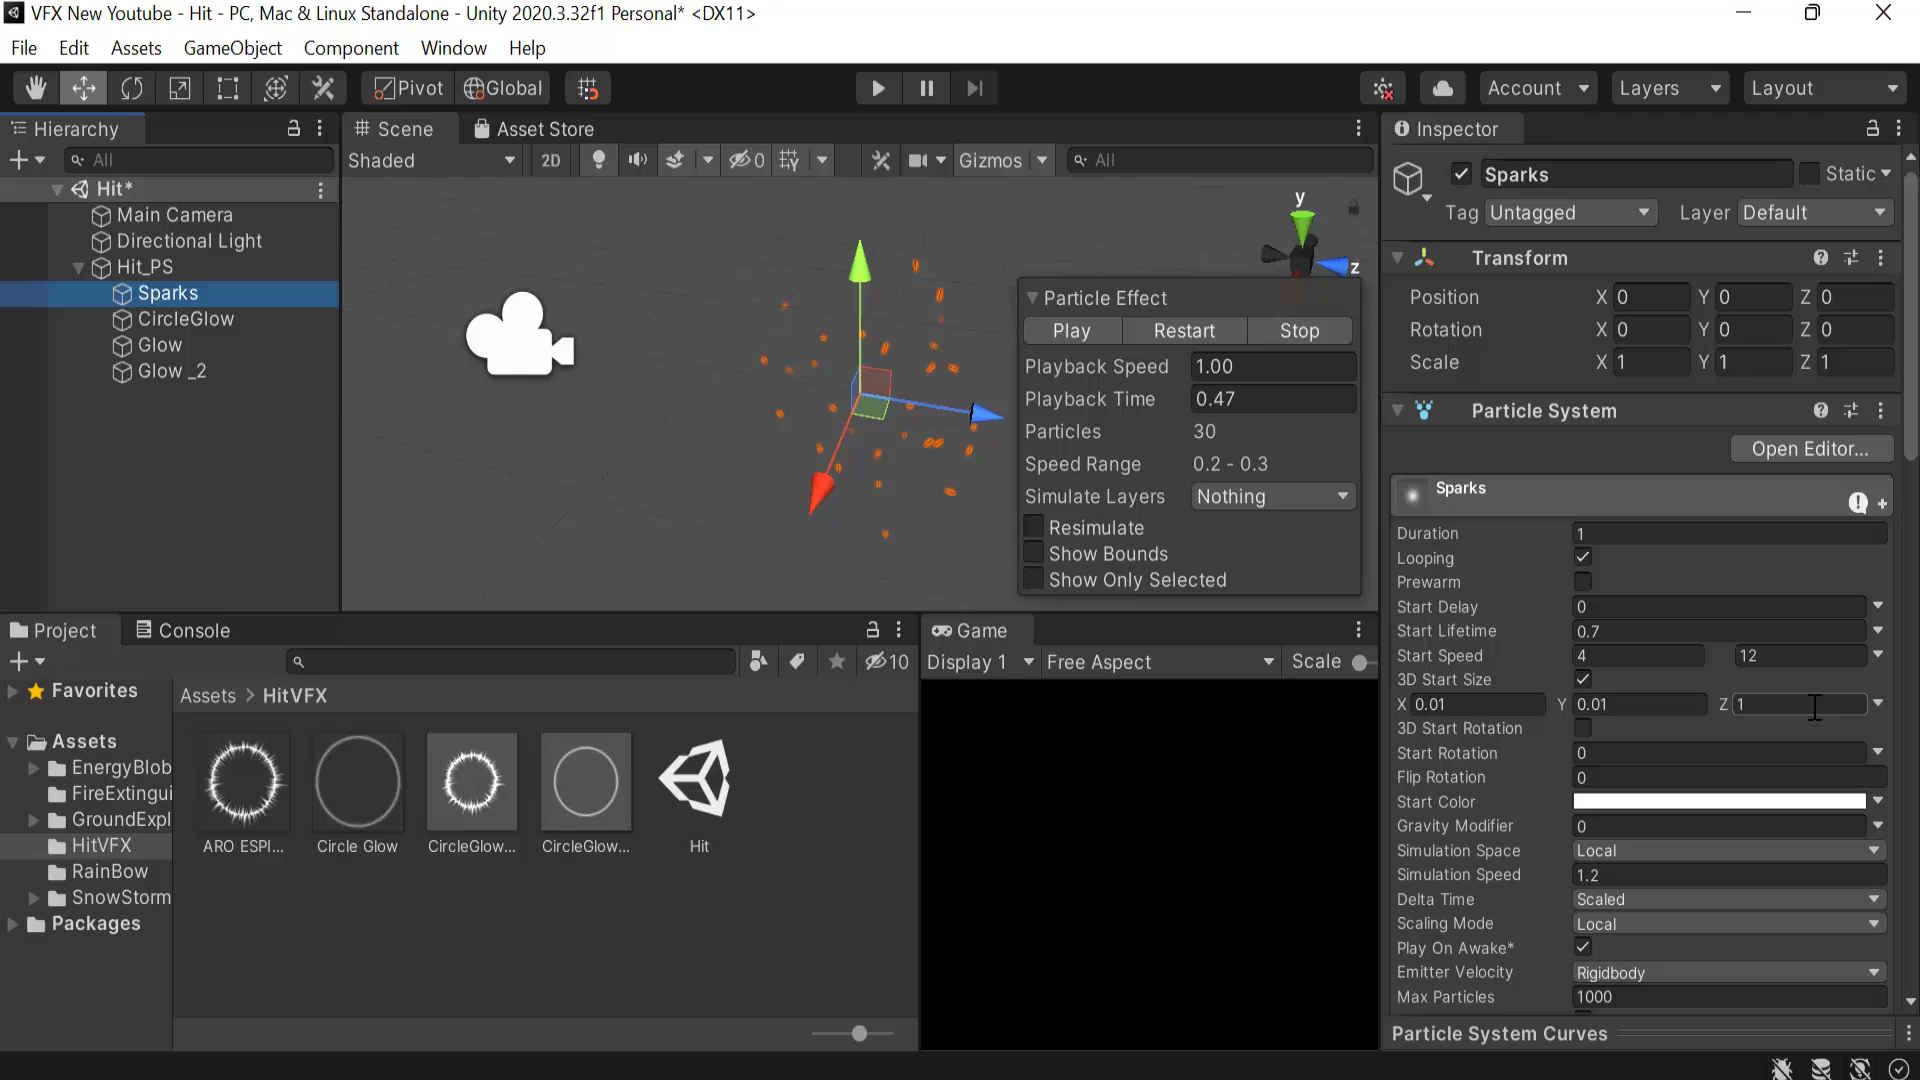 VFX New Youtube - Hit - PC, Mac & Linux Standalone - Unity 2020.3.32f1 Personal* <DX11>
File Edit Assets GameObject Component Window Help
Pivot Global Account Layers Layout
Hierarchy
All
Hit*
Main Camera
Directional Light
Hit_PS
Sparks
CircleGlow
Glow
Glow _2
Scene Asset Store
Shaded 2D 0 Gizmos All
y
z
Particle Effect
Play Restart Stop
Playback Speed 1.00
Playback Time 0.47
Particles 30
Speed Range 0.2 - 0.3
Simulate Layers Nothing
Resimulate
Show Bounds
Show Only Selected
Project Console
10
Favorites
Assets
EnergyBlob
FireExtingui
GroundExpl
HitVFX
RainBow
SnowStorm
Packages
Assets > HitVFX
ARO ESPI... Circle Glow CircleGlow... CircleGlow... Hit
Game
Display 1 Free Aspect Scale
Inspector
Sparks Static
Tag Untagged Layer Default
Transform
Position X 0 Y 0 Z 0
Rotation X 0 Y 0 Z 0
Scale X 1 Y 1 Z 1
Particle System
Open Editor...
Sparks
Duration 1
Looping
Prewarm
Start Delay 0
Start Lifetime 0.7
Start Speed 4 12
3D Start Size
X 0.01 Y 0.01 Z 1
3D Start Rotation
Start Rotation 0
Flip Rotation 0
Start Color
Gravity Modifier 0
Simulation Space Local
Simulation Speed 1.2
Delta Time Scaled
Scaling Mode Local
Play On Awake*
Emitter Velocity Rigidbody
Max Particles 1000
Particle System Curves